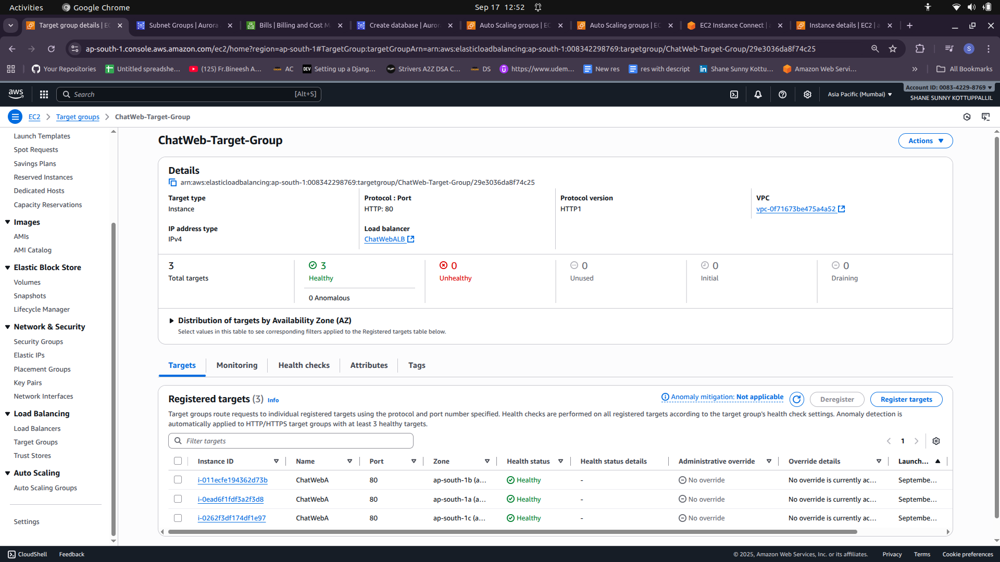 Activities
Google Chrome
Sep 17 12:52
Target group details | EC
Subnet Groups | Aurora
Bills | Billing and Cost M
Create database | Auror
Auto Scaling groups | EC
Auto Scaling groups | EC
EC2 Instance Connect | a
Instance details | EC2 | a
ap-south-1.console.aws.amazon.com/ec2/home?region=ap-south-1#TargetGroup:targetGroupArn=arn:aws:elasticloadbalancing:ap-south-1:008342298769:targetgroup/ChatWeb-Target-Group/29e3036da8f74c25
S
Your Repositories
Untitled spreadshe...
(125) Fr.Bineesh A...
AC
DEV
Setting up a Djang...
TUF
Strivers A2Z DSA C...
DS
https://www.udem...
New res
res with descript
Shane Sunny Kottu...
Amazon Web Servi...
All Bookmarks
aws
Search
[Alt+S]
Asia Pacific (Mumbai)
Account ID: 0083-4229-8769
SHANE SUNNY KOTTUPPALLIL
EC2
Target groups
ChatWeb-Target-Group
Launch Templates
Spot Requests
Savings Plans
Reserved Instances
Dedicated Hosts
Capacity Reservations
Images
AMIs
AMI Catalog
Elastic Block Store
Volumes
Snapshots
Lifecycle Manager
Network & Security
Security Groups
Elastic IPs
Placement Groups
Key Pairs
Network Interfaces
Load Balancing
Load Balancers
Target Groups
Trust Stores
Auto Scaling
Auto Scaling Groups
Settings
ChatWeb-Target-Group
Actions
Details
arn:aws:elasticloadbalancing:ap-south-1:008342298769:targetgroup/ChatWeb-Target-Group/29e3036da8f74c25
Target type
Instance
Protocol : Port
HTTP: 80
Protocol version
HTTP1
VPC
vpc-0f71673be475a4a52
IP address type
IPv4
Load balancer
ChatWebALB
3
Total targets
3
Healthy
0 Anomalous
0
Unhealthy
0
Unused
0
Initial
0
Draining
Distribution of targets by Availability Zone (AZ)
Select values in this table to see corresponding filters applied to the Registered targets table below.
Targets
Monitoring
Health checks
Attributes
Tags
Registered targets (3) Info
Anomaly mitigation: Not applicable
Deregister
Register targets
Target groups route requests to individual registered targets using the protocol and port number specified. Health checks are performed on all registered targets according to the target group's health check settings. Anomaly detection is
automatically applied to HTTP/HTTPS target groups with at least 3 healthy targets.
Filter targets
1
Instance ID Name Port Zone Health status Health status details Administrative override Override details Launch...
i-011ecfe194362d73b ChatWebA 80 ap-south-1b (a... Healthy - No override No override is currently ac... Septembe...
i-0ead6f1fdf3a2f3d8 ChatWebA 80 ap-south-1a (a... Healthy - No override No override is currently ac... Septembe...
i-0262f3df174df1e97 ChatWebA 80 ap-south-1c (a... Healthy - No override No override is currently ac... Septembe...
CloudShell
Feedback
© 2025, Amazon Web Services, Inc. or its affiliates.
Privacy
Terms
Cookie preferences